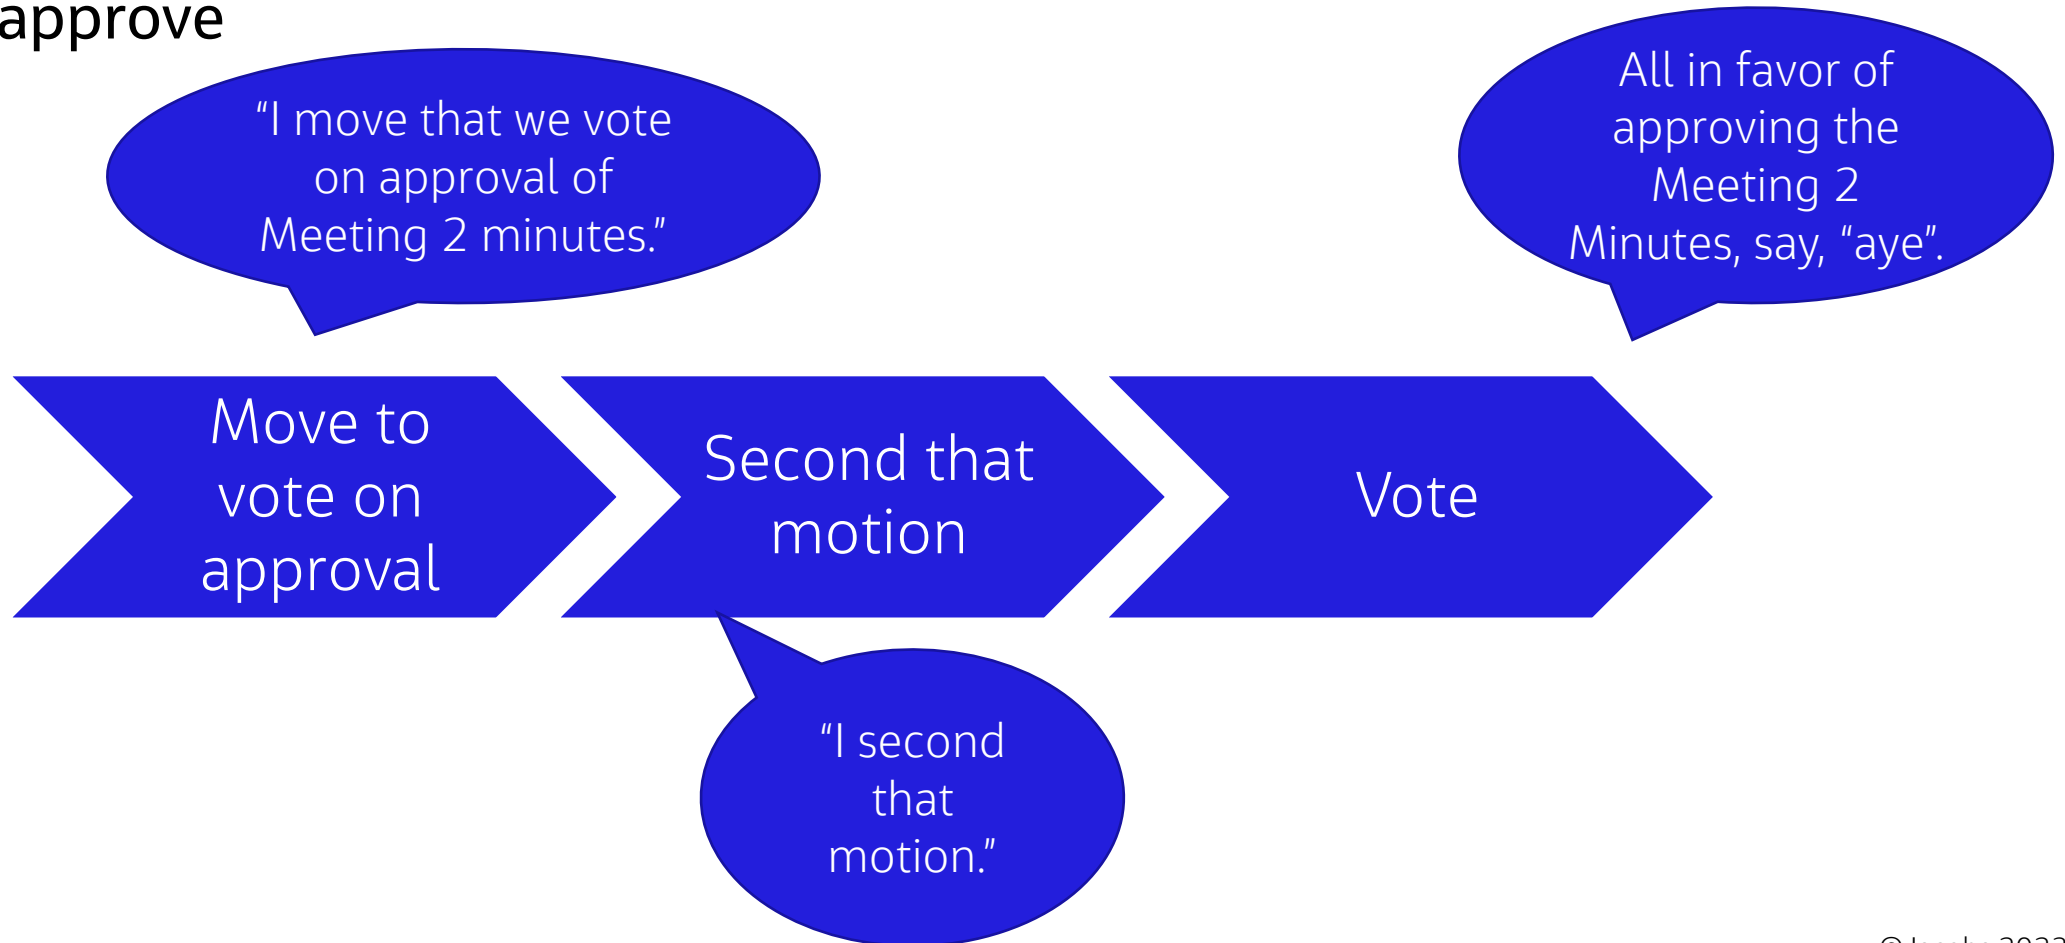 approve
“I move that we vote
on approval of
Meeting 2 minutes.”
All in favor of
approving the
Meeting 2
Minutes, say, “aye”.
Move to
vote on
approval
Second that
motion
Vote
“I second
that
motion.”